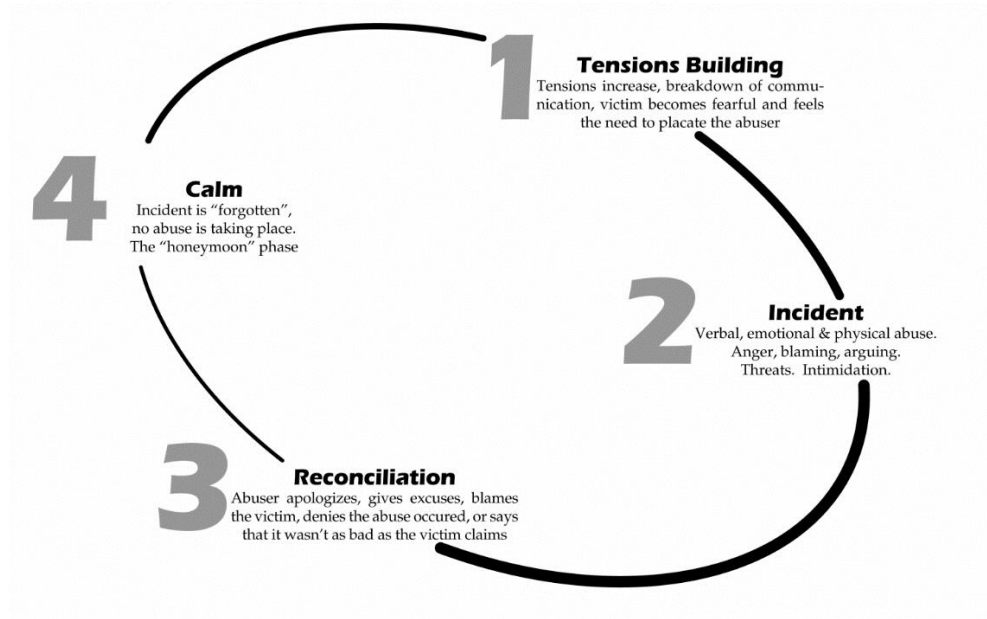 1
Tensions Building
Tensions increase, breakdown of commu-
nication, victim becomes fearful and feels
the need to placate the abuser
2
Incident
Verbal, emotional & physical abuse.
Anger, blaming, arguing.
Threats. Intimidation.
3
Reconciliation
Abuser apologizes, gives excuses, blames
the victim, denies the abuse occured, or says
that it wasn't as bad as the victim claims
4
Calm
Incident is “forgotten”,
no abuse is taking place.
The “honeymoon” phase